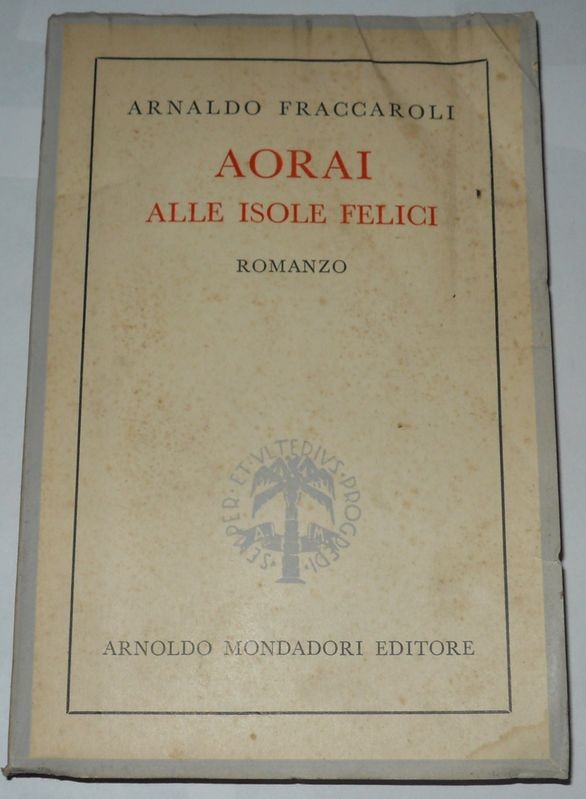 ARNALDO FRACCAROLI
AORAI
ALLE ISOLE FELICI
ROMANZO
SEMPER · ET · VLTERIVS · PROGREDI ·
A. M.
ARNOLDO MONDADORI EDITORE